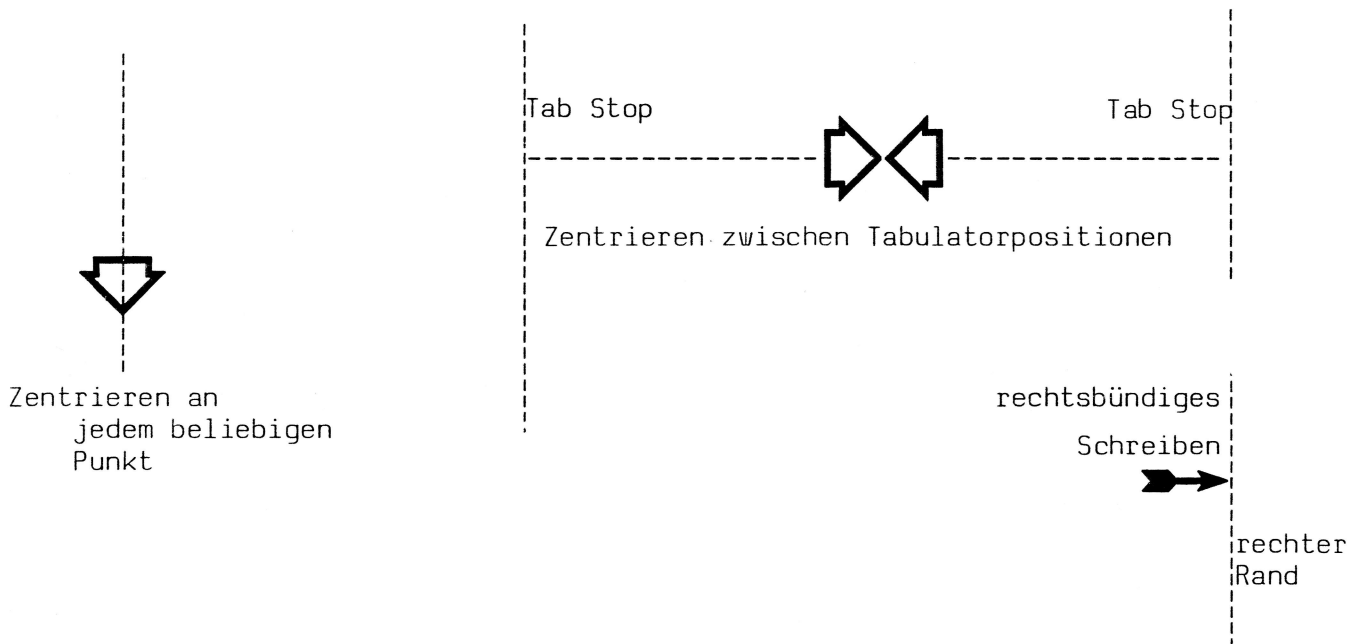 Tab Stop Tab Stop
Zentrieren zwischen Tabulatorpositionen
Zentrieren an
jedem beliebigen
Punkt
rechtsbündiges
Schreiben
rechter
Rand